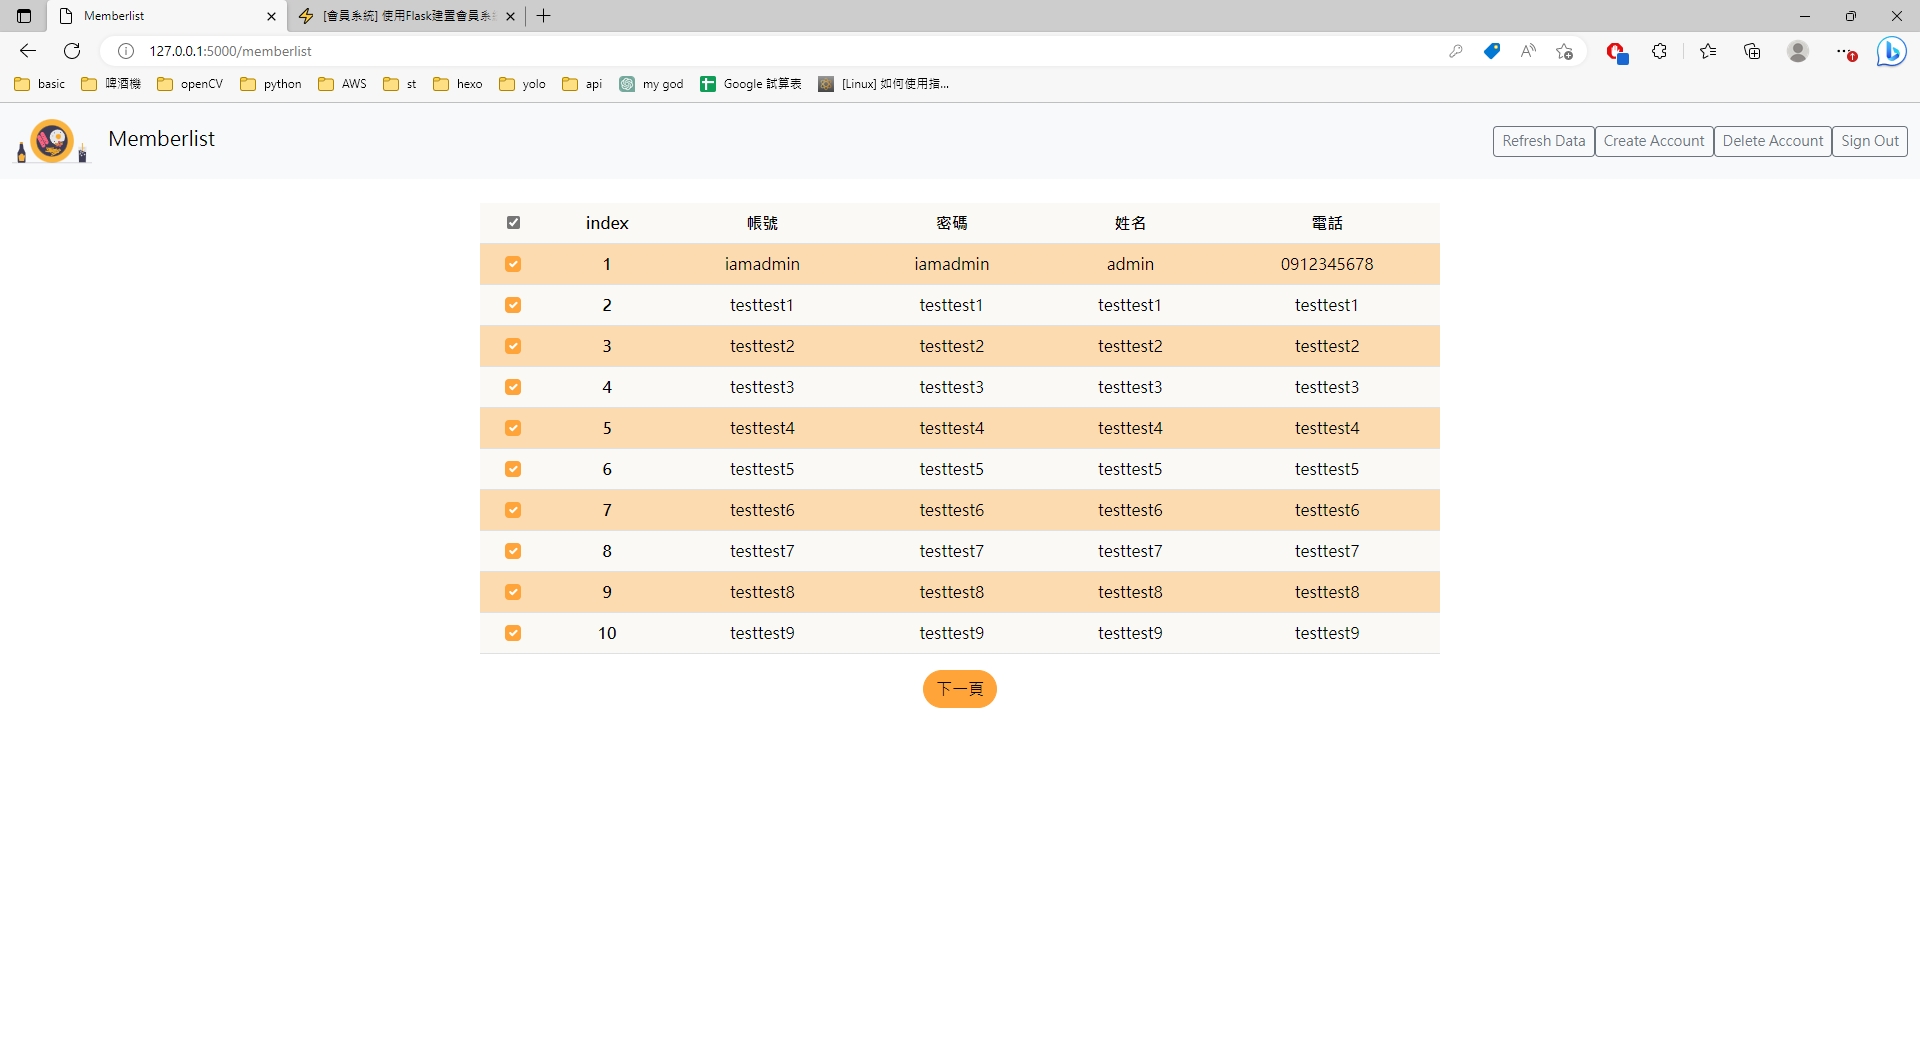 Memberlist
[會員系統] 使用Flask建置會員系
127.0.0.1:5000/memberlist
basic 啤酒機 openCV python AWS st hexo yolo api my god Google 試算表 [Linux] 如何使用指...
Memberlist
Refresh Data Create Account Delete Account Sign Out
index 帳號 密碼 姓名 電話
1 iamadmin iamadmin admin 0912345678
2 testtest1 testtest1 testtest1 testtest1
3 testtest2 testtest2 testtest2 testtest2
4 testtest3 testtest3 testtest3 testtest3
5 testtest4 testtest4 testtest4 testtest4
6 testtest5 testtest5 testtest5 testtest5
7 testtest6 testtest6 testtest6 testtest6
8 testtest7 testtest7 testtest7 testtest7
9 testtest8 testtest8 testtest8 testtest8
10 testtest9 testtest9 testtest9 testtest9
下一頁